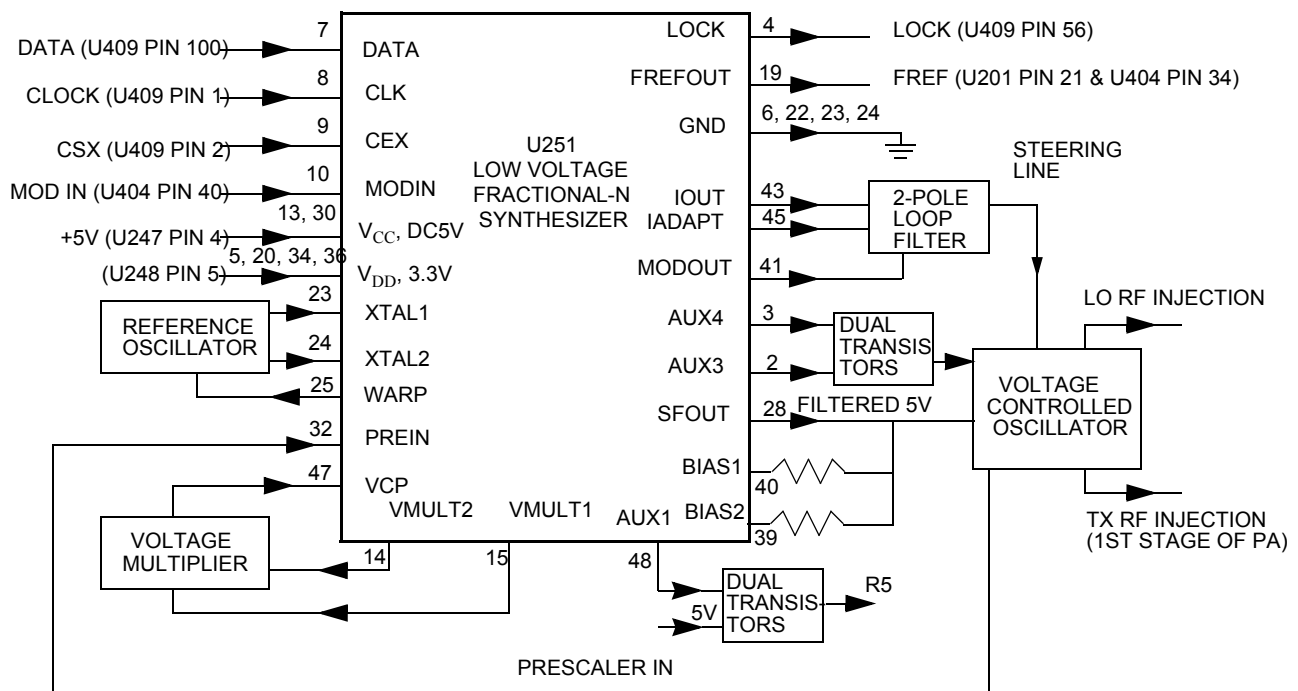 7
DATA (U409 PIN 100)
DATA
8
CLOCK (U409 PIN 1)
CLK
9
CSX (U409 PIN 2)
CEX
10
MOD IN (U404 PIN 40)
MODIN
13, 30
+5V (U247 PIN 4)
VCC, DC5V
5, 20, 34, 36
(U248 PIN 5)
VDD, 3.3V
23
XTAL1
REFERENCE
OSCILLATOR
24
XTAL2
25
WARP
32
PREIN
47
VCP
VOLTAGE
MULTIPLIER
VMULT2
14
VMULT1
15
AUX1
48
U251
LOW VOLTAGE
FRACTIONAL-N
SYNTHESIZER
LOCK
4
LOCK (U409 PIN 56)
FREFOUT
19
FREF (U201 PIN 21 & U404 PIN 34)
GND
6, 22, 23, 24
STEERING
LINE
IOUT
43
IADAPT
45
2-POLE
LOOP
FILTER
MODOUT
41
AUX4
3
AUX3
2
DUAL
TRANSIS
TORS
LO RF INJECTION
VOLTAGE
CONTROLLED
OSCILLATOR
SFOUT
28
FILTERED 5V
BIAS1
40
BIAS2
39
TX RF INJECTION
(1ST STAGE OF PA)
5V
DUAL
TRANSIS
TORS
R5
PRESCALER IN